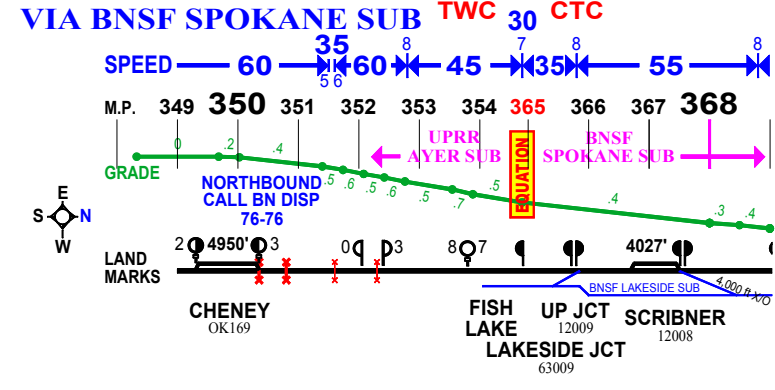 VIA BNSF SPOKANE SUB TWC 30 CTC
SPEED 60 35 60 45 35 55
5 6 8 7 8 8
M.P. 349 350 351 352 353 354 365 366 367 368
UPRR
AYER SUB
BNSF
SPOKANE SUB
EQUATION
GRADE 0 .2 .4 .5 .6 .5 .6 .5 .7 .5 .4 .3 .4
NORTHBOUND
CALL BN DISP
76-76
E
S N
W
LAND
MARKS
2 4950' 3 0 3 8 7 4027'
BNSF LAKESIDE SUB
4,000 ft X/O
CHENEY
OK169
FISH
LAKE
UP JCT
12009
LAKESIDE JCT
63009
SCRIBNER
12008